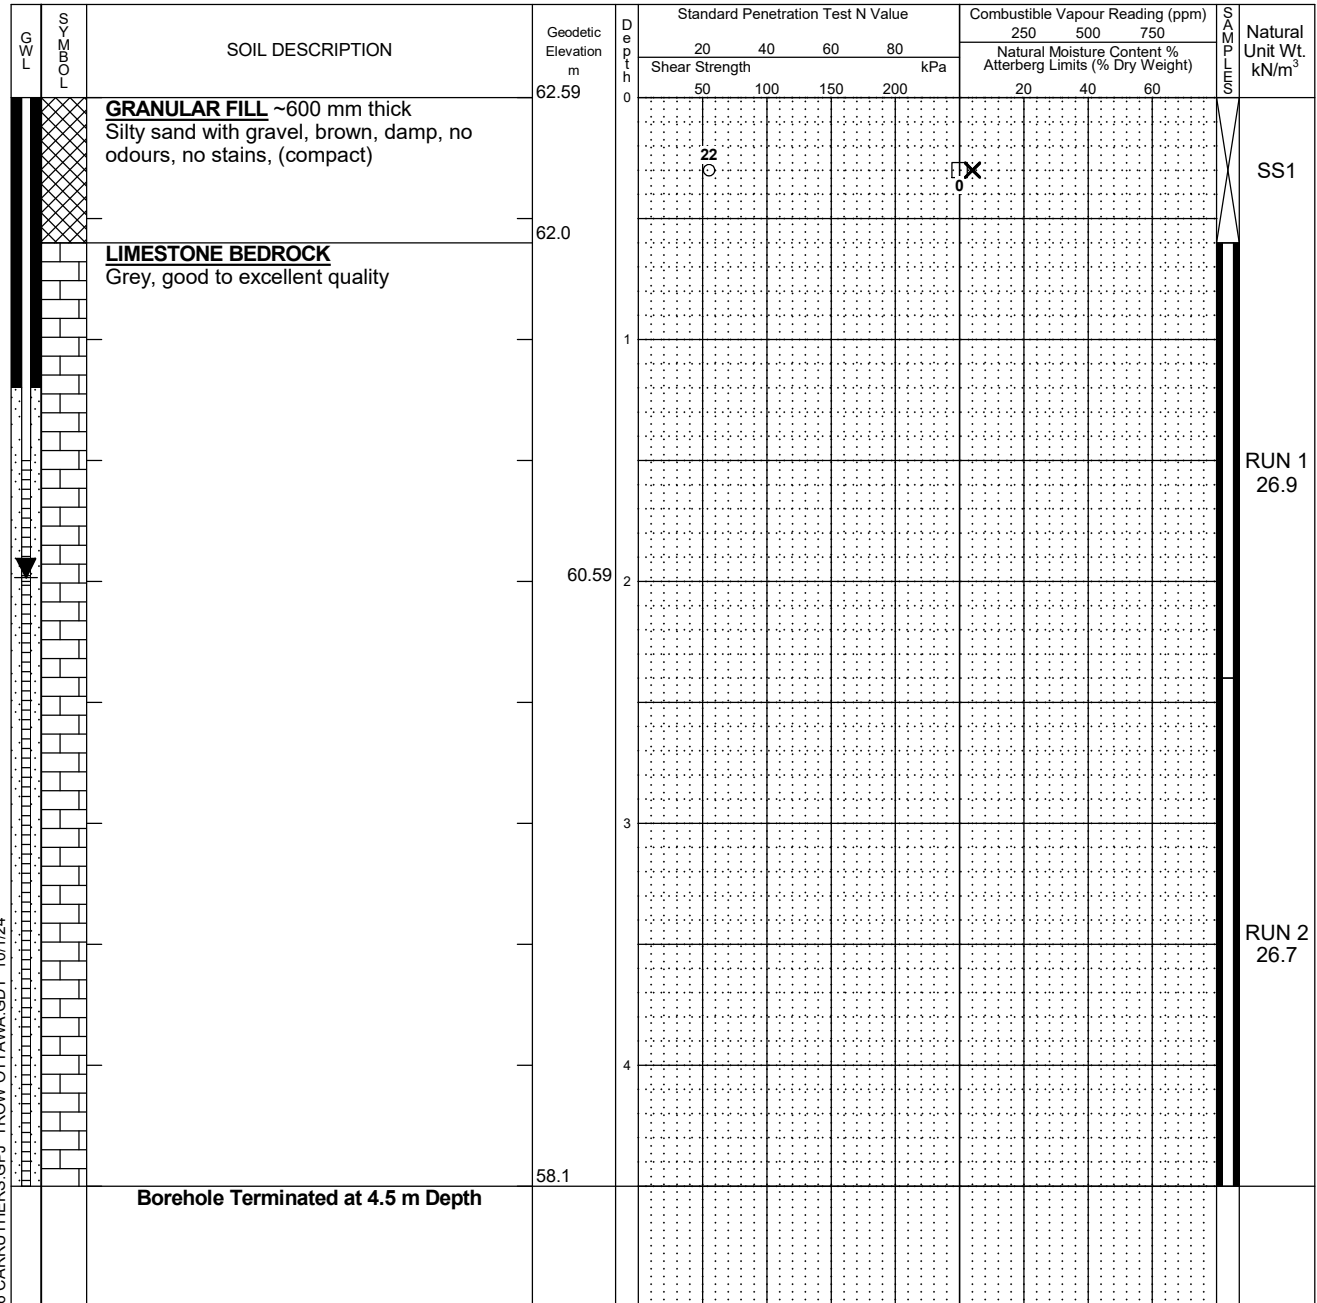 GWL
SYMBOL
SOIL DESCRIPTION
Geodetic
Elevation
m
62.59
Depth
0
Standard Penetration Test N Value
20 40 60 80
Shear Strength kPa
50 100 150 200
Combustible Vapour Reading (ppm)
250 500 750
Natural Moisture Content %
Atterberg Limits (% Dry Weight)
20 40 60
SAMPLES
Natural
Unit Wt.
kN/m³
GRANULAR FILL ~600 mm thick
Silty sand with gravel, brown, damp, no
odours, no stains, (compact)
22
0
SS1
62.0
LIMESTONE BEDROCK
Grey, good to excellent quality
1
RUN 1
26.9
60.59
2
3
RUN 2
26.7
4
58.1
Borehole Terminated at 4.5 m Depth